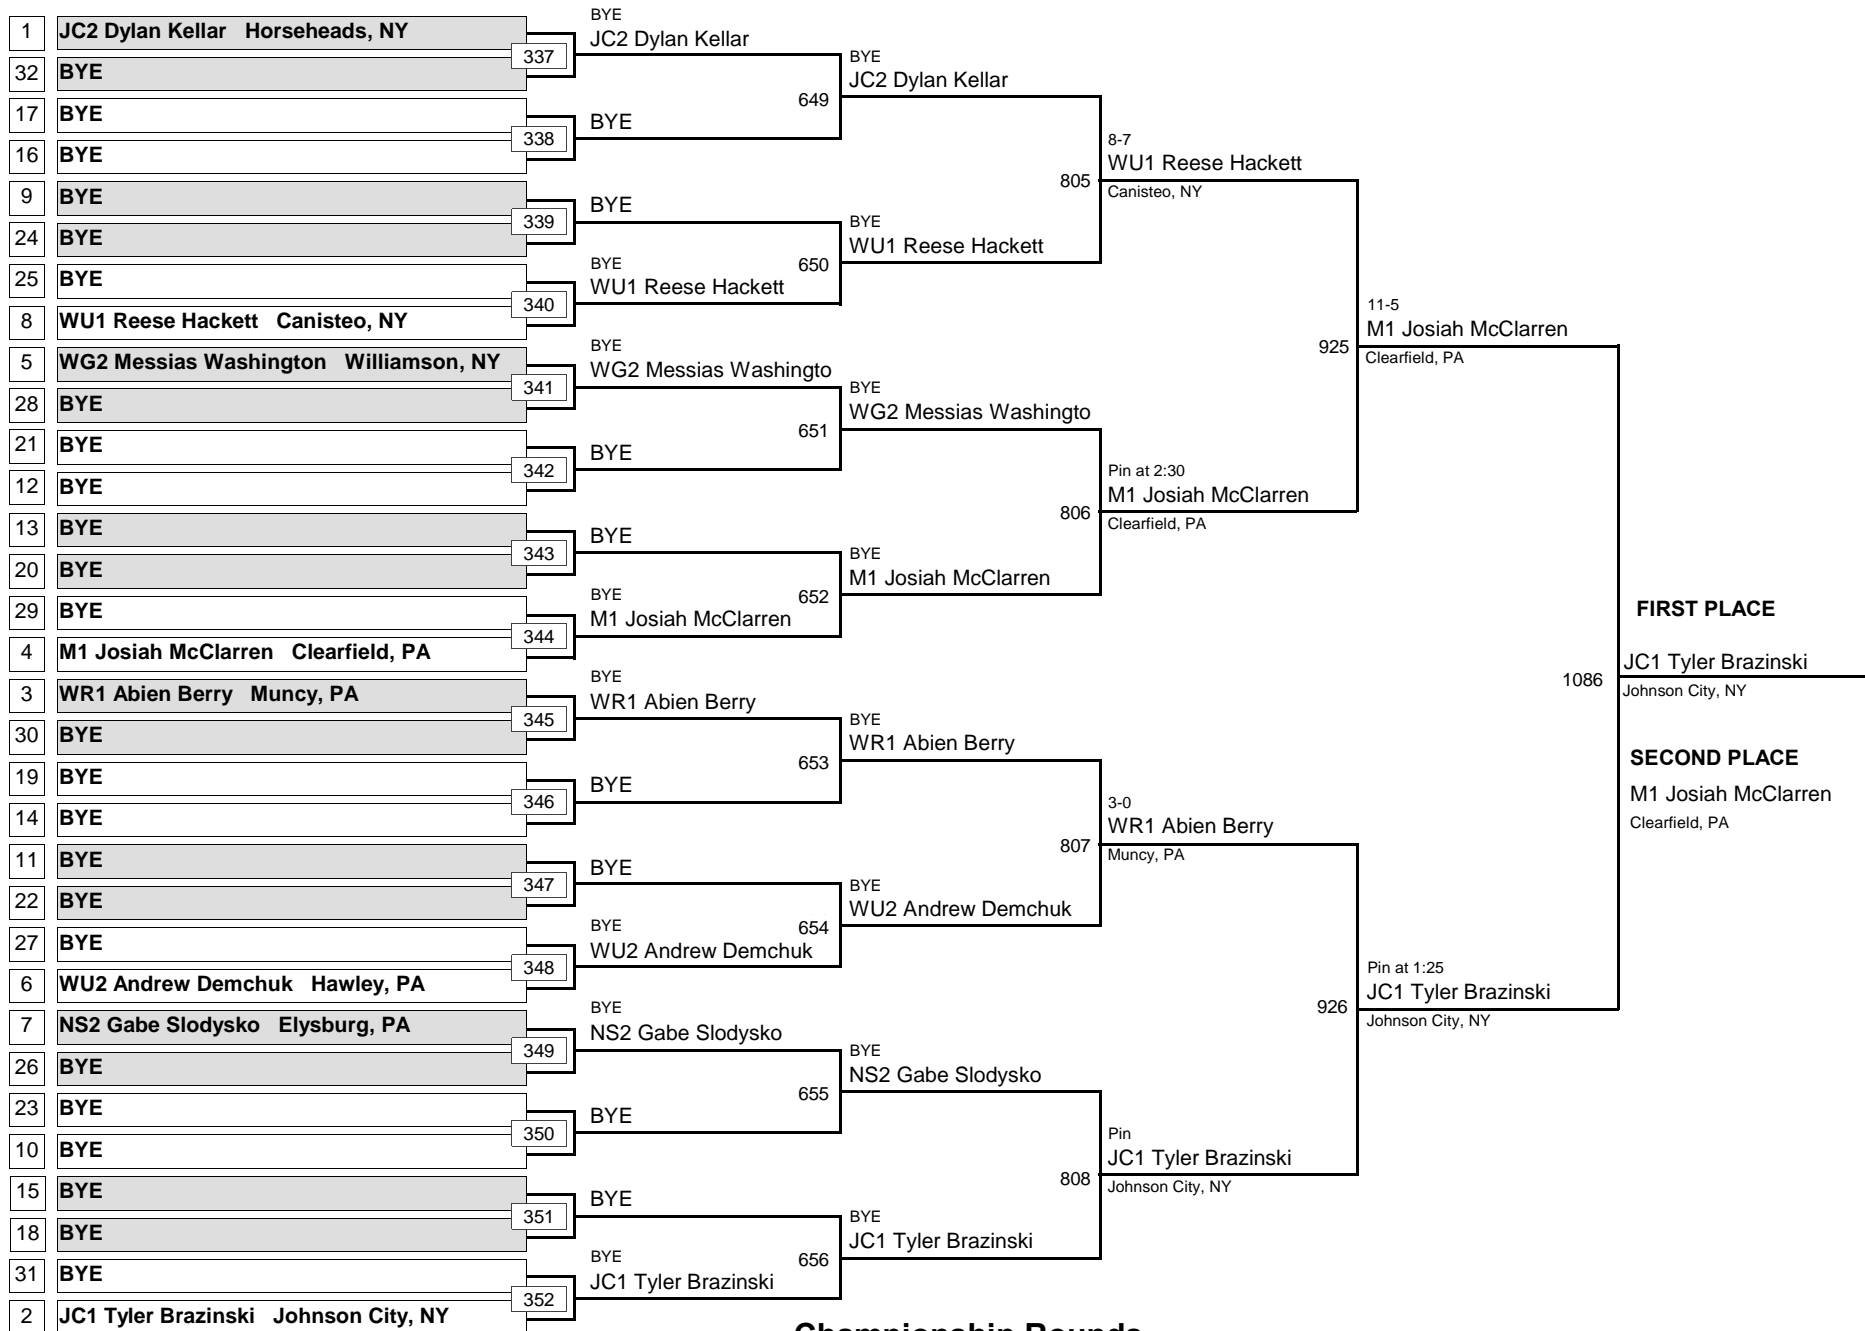 1 JC2 Dylan Kellar Horseheads, NY
32 BYE
337
17 BYE
16 BYE
338
9 BYE
24 BYE
339
25 BYE
8 WU1 Reese Hackett Canisteo, NY
340
5 WG2 Messias Washington Williamson, NY
28 BYE
341
21 BYE
12 BYE
342
13 BYE
20 BYE
343
29 BYE
4 M1 Josiah McClarren Clearfield, PA
344
3 WR1 Abien Berry Muncy, PA
30 BYE
345
19 BYE
14 BYE
346
11 BYE
22 BYE
347
27 BYE
6 WU2 Andrew Demchuk Hawley, PA
348
7 NS2 Gabe Slodysko Elysburg, PA
26 BYE
349
23 BYE
10 BYE
350
15 BYE
18 BYE
351
31 BYE
2 JC1 Tyler Brazinski Johnson City, NY
352
BYE
JC2 Dylan Kellar
649
BYE
BYE
650
BYE
WU1 Reese Hackett
BYE
WG2 Messias Washingto
651
BYE
BYE
652
BYE
M1 Josiah McClarren
BYE
WR1 Abien Berry
653
BYE
BYE
654
BYE
WU2 Andrew Demchuk
BYE
NS2 Gabe Slodysko
655
BYE
BYE
656
BYE
JC1 Tyler Brazinski
BYE
JC2 Dylan Kellar
805
BYE
WU1 Reese Hackett
BYE
WG2 Messias Washingto
806
BYE
M1 Josiah McClarren
BYE
WR1 Abien Berry
807
BYE
WU2 Andrew Demchuk
BYE
NS2 Gabe Slodysko
808
BYE
JC1 Tyler Brazinski
8-7
WU1 Reese Hackett
Canisteo, NY
925
Pin at 2:30
M1 Josiah McClarren
Clearfield, PA
3-0
WR1 Abien Berry
Muncy, PA
926
Pin
JC1 Tyler Brazinski
Johnson City, NY
11-5
M1 Josiah McClarren
Clearfield, PA
1086
Pin at 1:25
JC1 Tyler Brazinski
Johnson City, NY
FIRST PLACE
JC1 Tyler Brazinski
Johnson City, NY
SECOND PLACE
M1 Josiah McClarren
Clearfield, PA
Championship Rounds